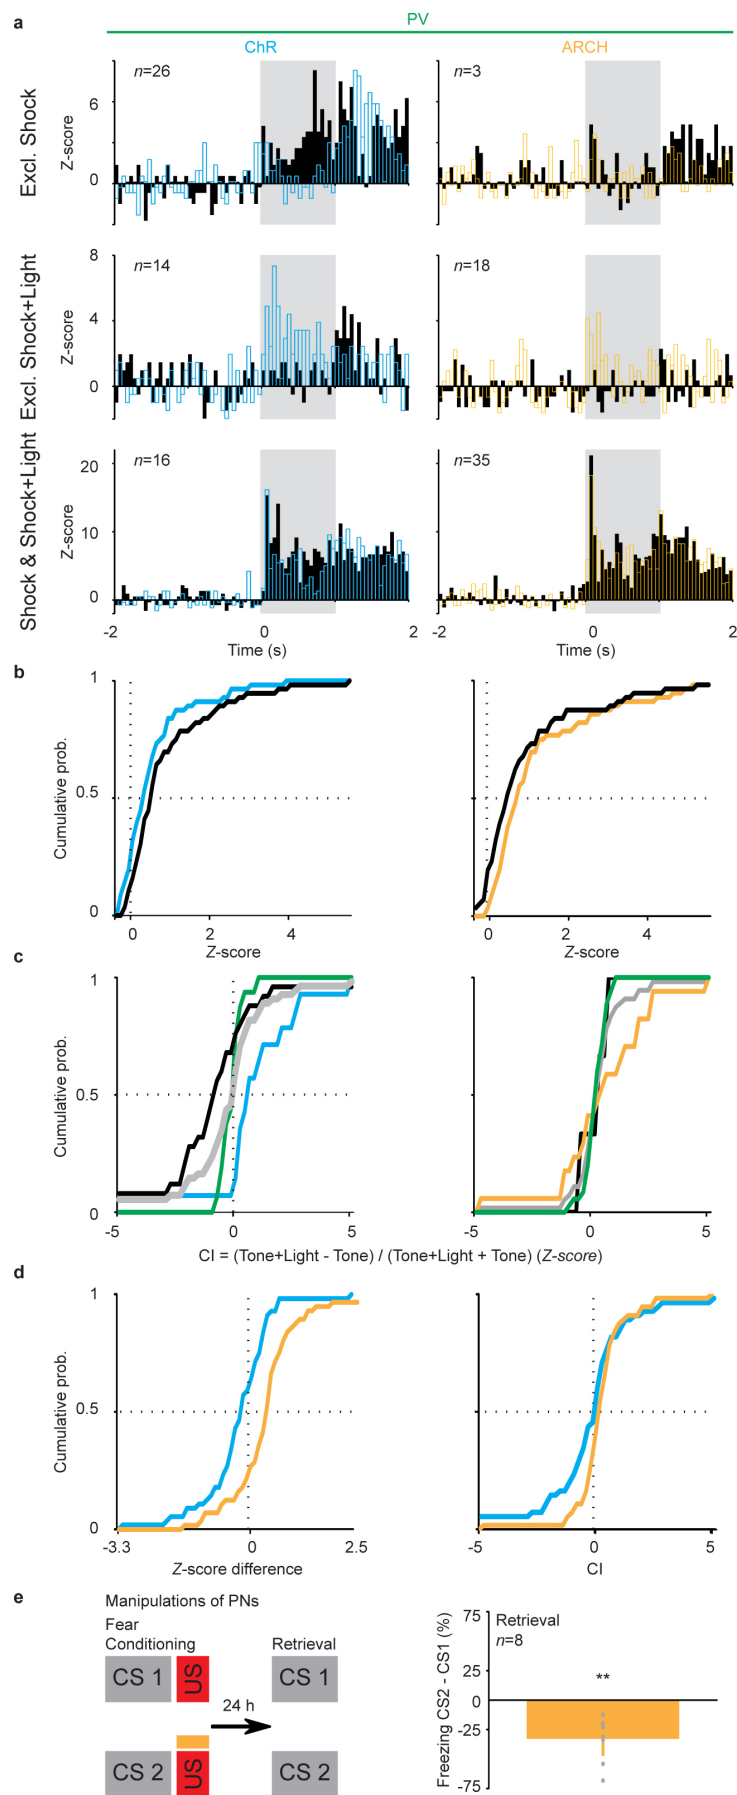 a
PV
ChR
ARCH
Excl. Shock
Z-score
6
0
n=26
n=3
Excl. Shock+Light
Z-score
8
4
0
n=14
n=18
Shock & Shock+Light
Z-score
20
10
0
n=16
n=35
-2 0 2
-2 0 2
Time (s)
Time (s)
b
Cumulative prob.
1
0.5
0
0 2 4
0 2 4
Z-score
Z-score
c
Cumulative prob.
1
0.5
0
-5 0 5
-5 0 5
CI = (Tone+Light - Tone) / (Tone+Light + Tone) (Z-score)
d
Cumulative prob.
1
0.5
0
-3.3 0 2.5
-5 0 5
Z-score difference
CI
e
Manipulations of PNs
Fear
Conditioning
Retrieval
CS 1
US
CS 1
24 h
CS 2
US
CS 2
Freezing CS2 - CS1 (%)
75
25
0
-25
-75
Retrieval
n=8
**